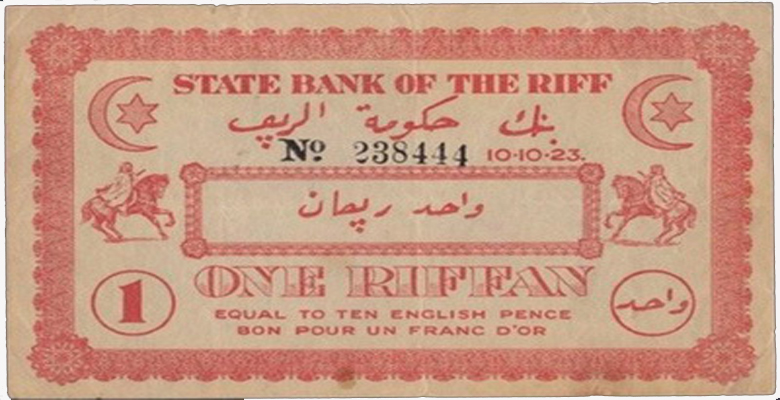 STATE BANK OF THE RIFF
بنك حكومة الريف
Nº 238444 10·10·23.
واحد ريفان
ONE RIFFAN
1 EQUAL TO TEN ENGLISH PENCE واحد
BON POUR UN FRANC D'OR